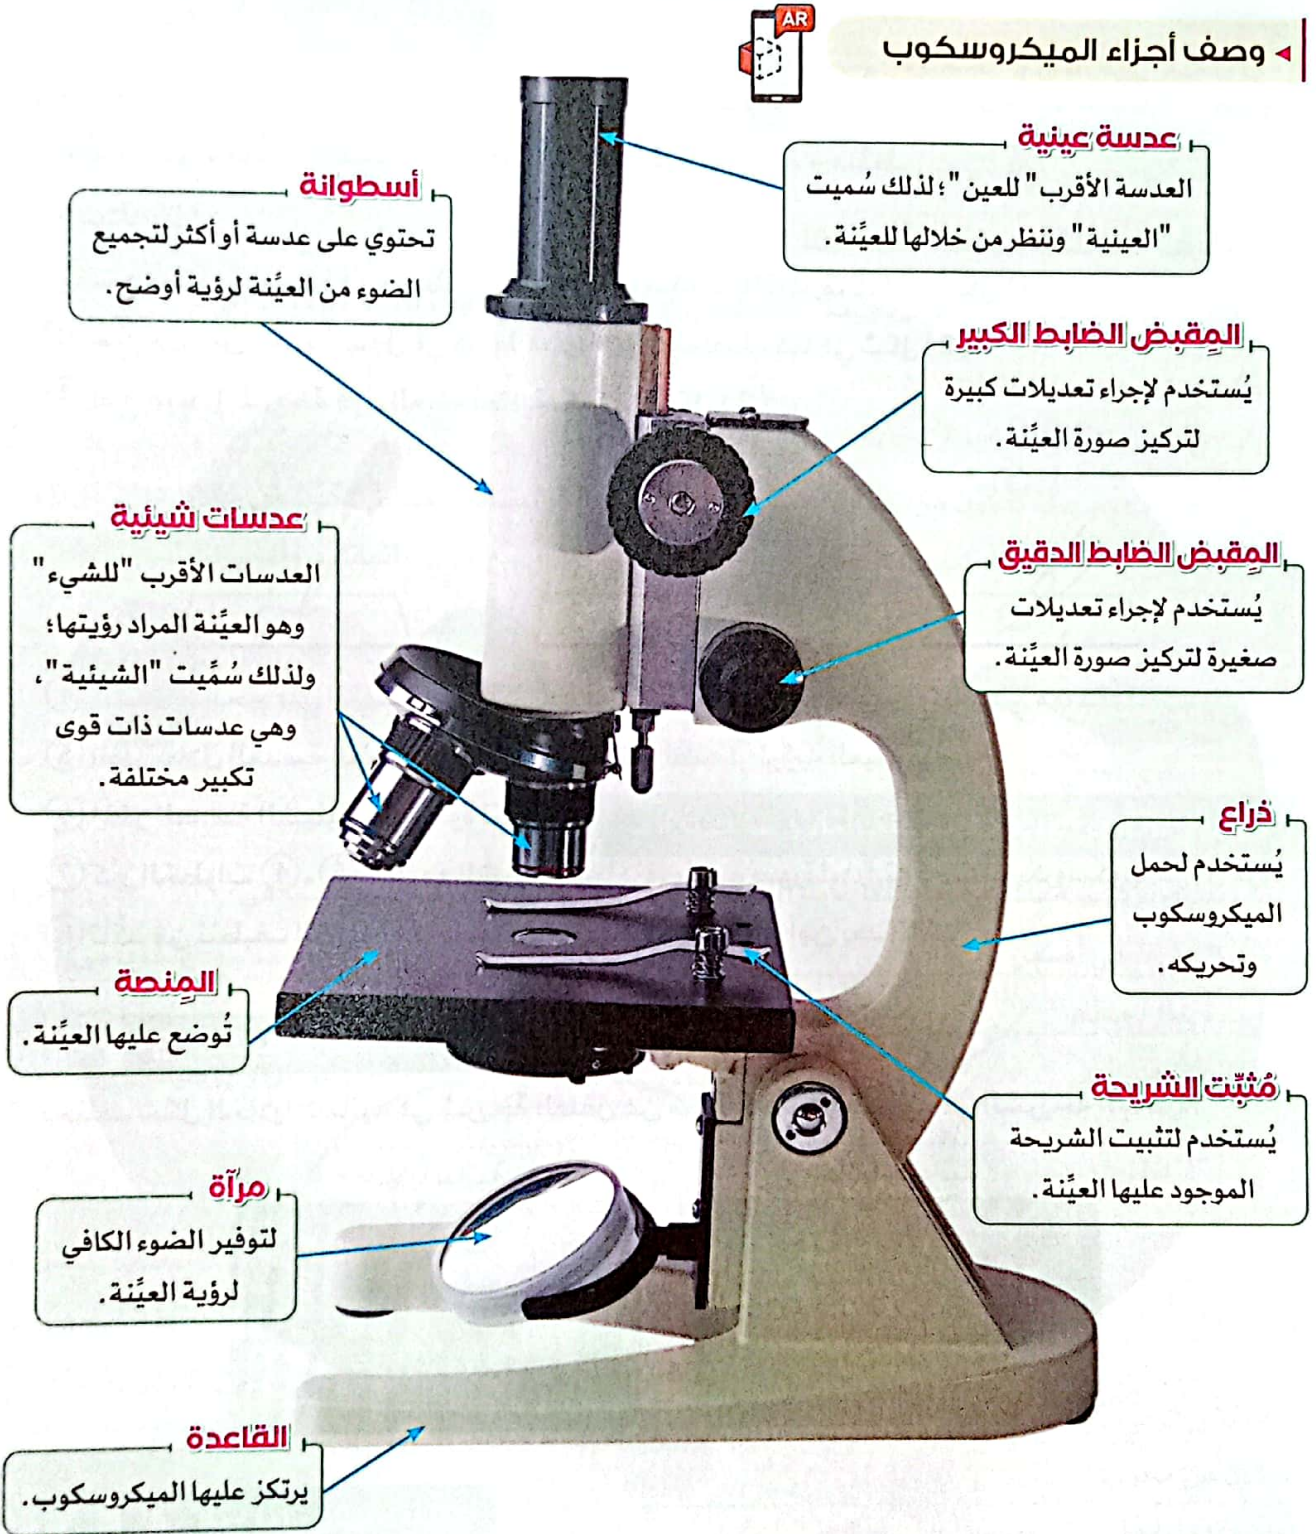 وصف أجزاء الميكروسكوب
AR
عدسة عينية
العدسة الأقرب "للعين"؛ لذلك سُميت
"العينية" وننظر من خلالها للعيِّنة.
أسطوانة
تحتوي على عدسة أو أكثر لتجميع
الضوء من العيِّنة لرؤية أوضح.
المِقبض الضابط الكبير
يُستخدم لإجراء تعديلات كبيرة
لتركيز صورة العيِّنة.
عدسات شيئية
العدسات الأقرب "للشيء"
وهو العيِّنة المراد رؤيتها؛
ولذلك سُمِّيت "الشيئية"،
وهي عدسات ذات قوى
تكبير مختلفة.
المِقبض الضابط الدقيق
يُستخدم لإجراء تعديلات
صغيرة لتركيز صورة العيِّنة.
ذراع
يُستخدم لحمل
الميكروسكوب
وتحريكه.
المِنصة
تُوضع عليها العيِّنة.
مُثبِّت الشريحة
يُستخدم لتثبيت الشريحة
الموجود عليها العيِّنة.
مرآة
لتوفير الضوء الكافي
لرؤية العيِّنة.
القاعدة
يرتكز عليها الميكروسكوب.